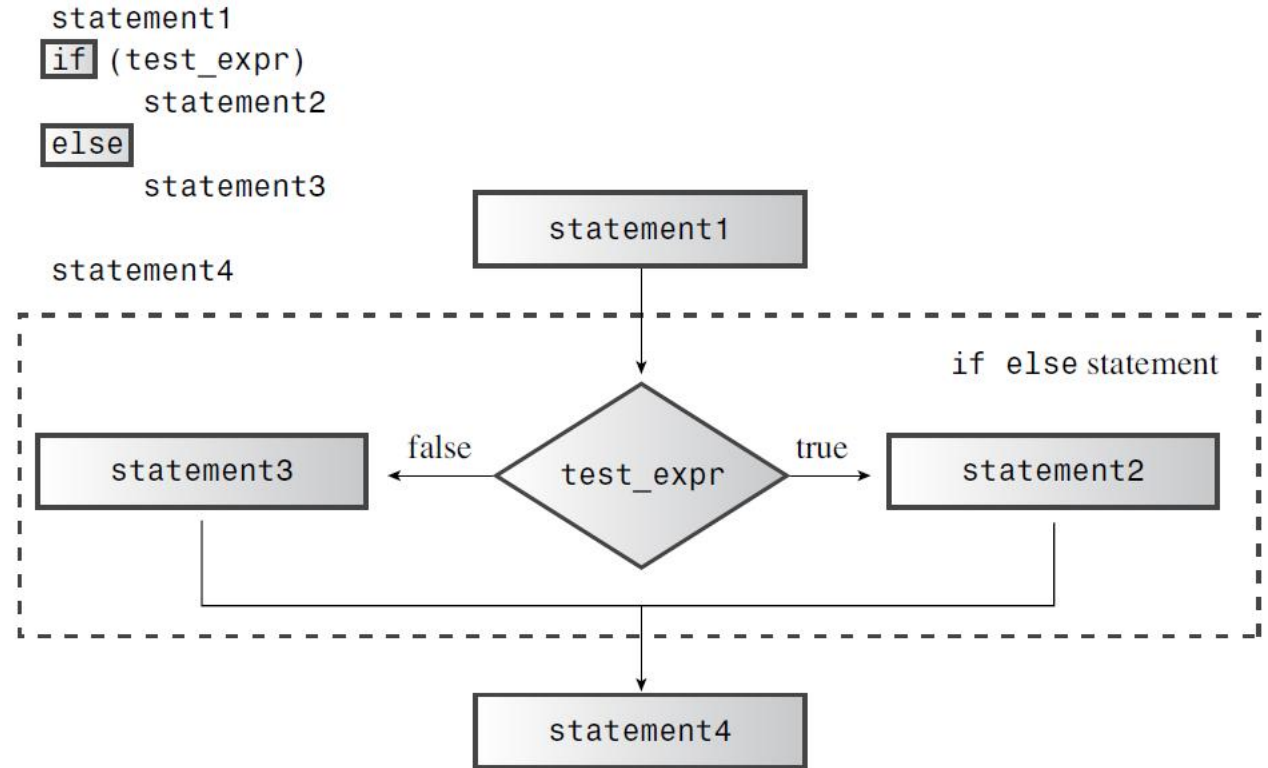 statement1
if (test_expr)
statement2
else
statement3
statement4
statement1
if else statement
false
true
statement3
test_expr
statement2
statement4